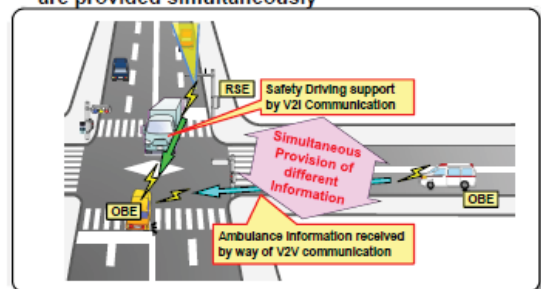 are provided simultaneously
RSE
Safety Driving support
by V2I Communication
Simultaneous
Provision of
different
Information
OBE
OBE
Ambulance Information received
by way of V2V communication